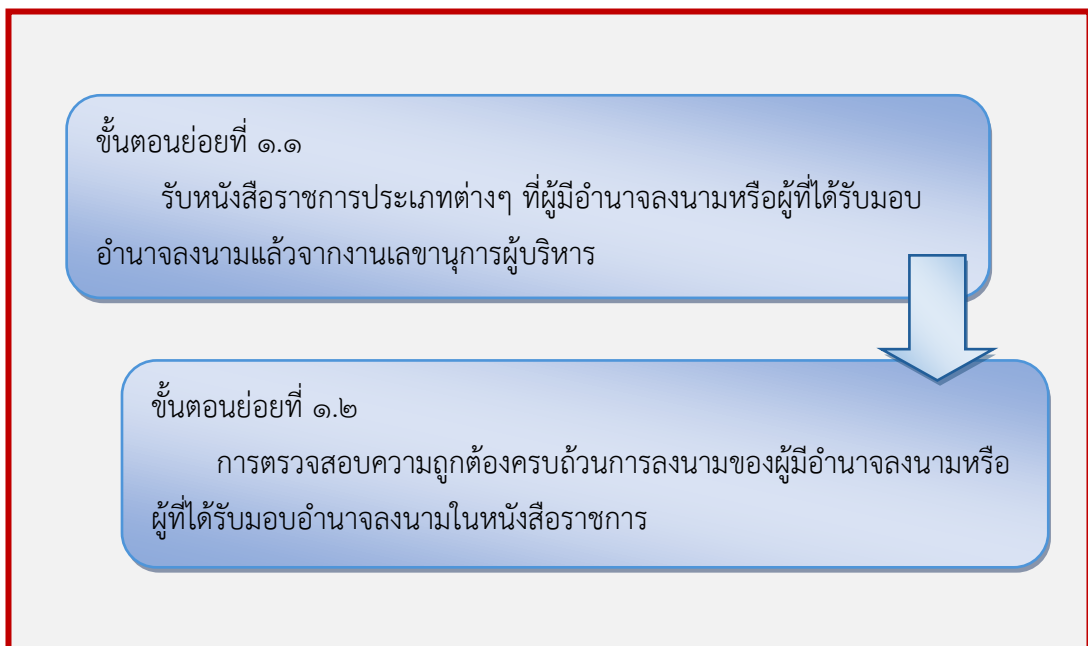 ขั้นตอนย่อยที่ ๑.๑
รับหนังสือราชการประเภทต่างๆ ที่ผู้มีอำนาจลงนามหรือผู้ที่ได้รับมอบ
อำนาจลงนามแล้วจากงานเลขานุการผู้บริหาร
ขั้นตอนย่อยที่ ๑.๒
การตรวจสอบความถูกต้องครบถ้วนการลงนามของผู้มีอำนาจลงนามหรือ
ผู้ที่ได้รับมอบอำนาจลงนามในหนังสือราชการ